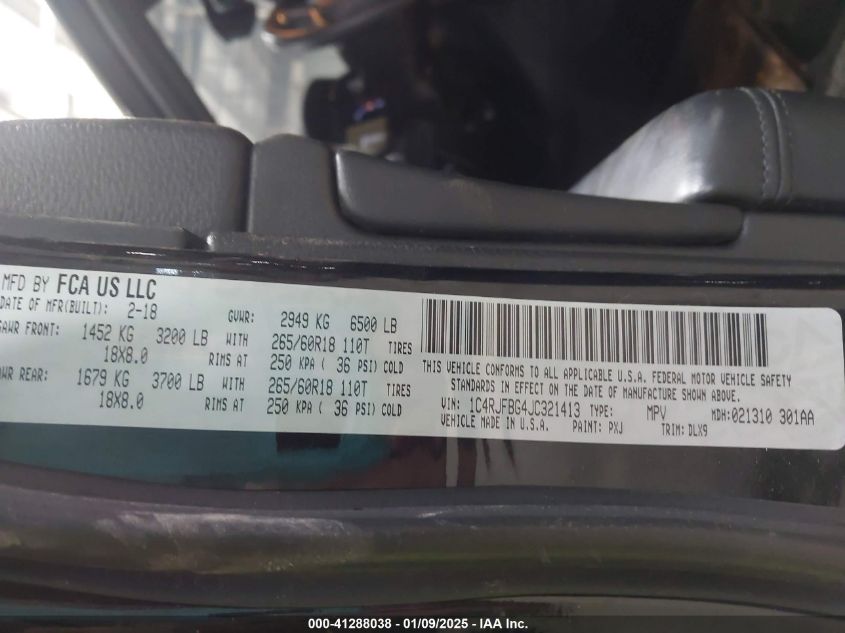 MFD BY FCA US LLC
DATE OF MFR(BUILT): 2-18 GVWR: 2949 KG 6500 LB
GAWR FRONT: 1452 KG 3200 LB WITH 265/60R18 110T TIRES
18X8.0 RIMS AT 250 KPA ( 36 PSI) COLD
WR REAR: 1679 KG 3700 LB WITH 265/60R18 110T TIRES
18X8.0 RIMS AT 250 KPA ( 36 PSI) COLD
THIS VEHICLE CONFORMS TO ALL APPLICABLE U.S.A. FEDERAL MOTOR VEHICLE SAFETY
STANDARDS IN EFFECT ON THE DATE OF MANUFACTURE SHOWN ABOVE.
VIN: 1C4RJFBG4JC321413 TYPE: MPV MDH:021310 301AA
VEHICLE MADE IN U.S.A. PAINT: PXJ TRIM: DLX9
000-41288038 - 01/09/2025 - IAA Inc.